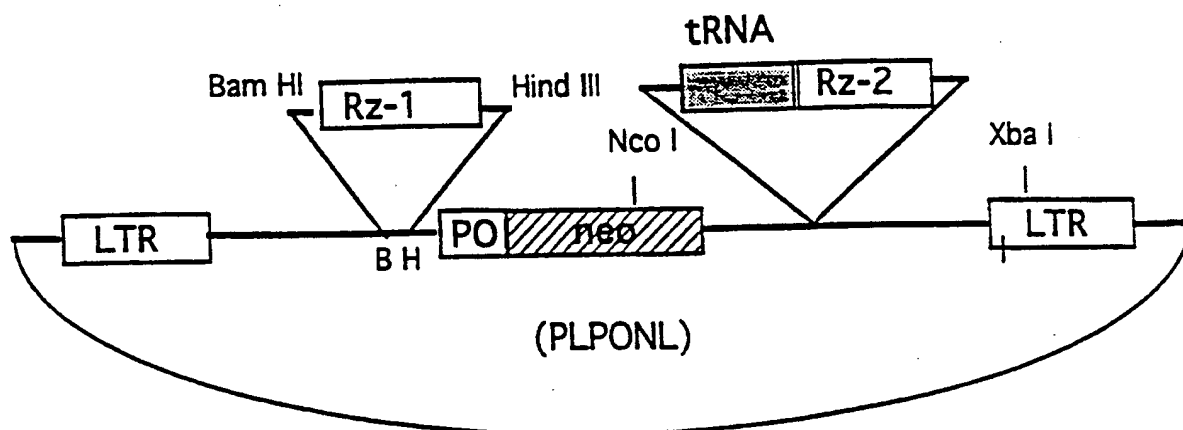 tRNA
Bam HI
Rz-1
Hind III
Rz-2
Nco I
Xba I
LTR
B H
PO
neo
LTR
(PLPONL)